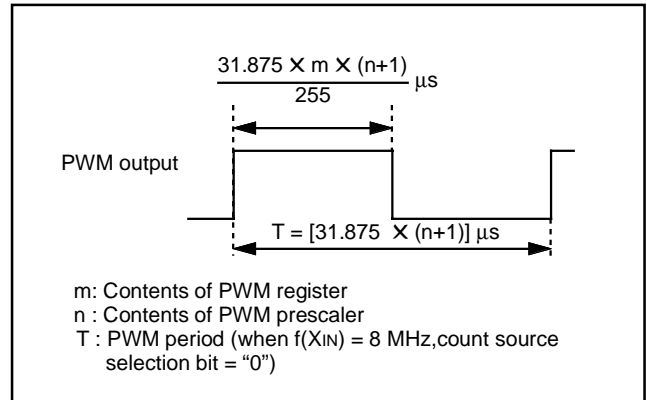 31.875 × m × (n+1)
255
μs
PWM output
T = [31.875 × (n+1)] μs
m: Contents of PWM register
n : Contents of PWM prescaler
T : PWM period (when f(XIN) = 8 MHz,count source
selection bit = “0”)